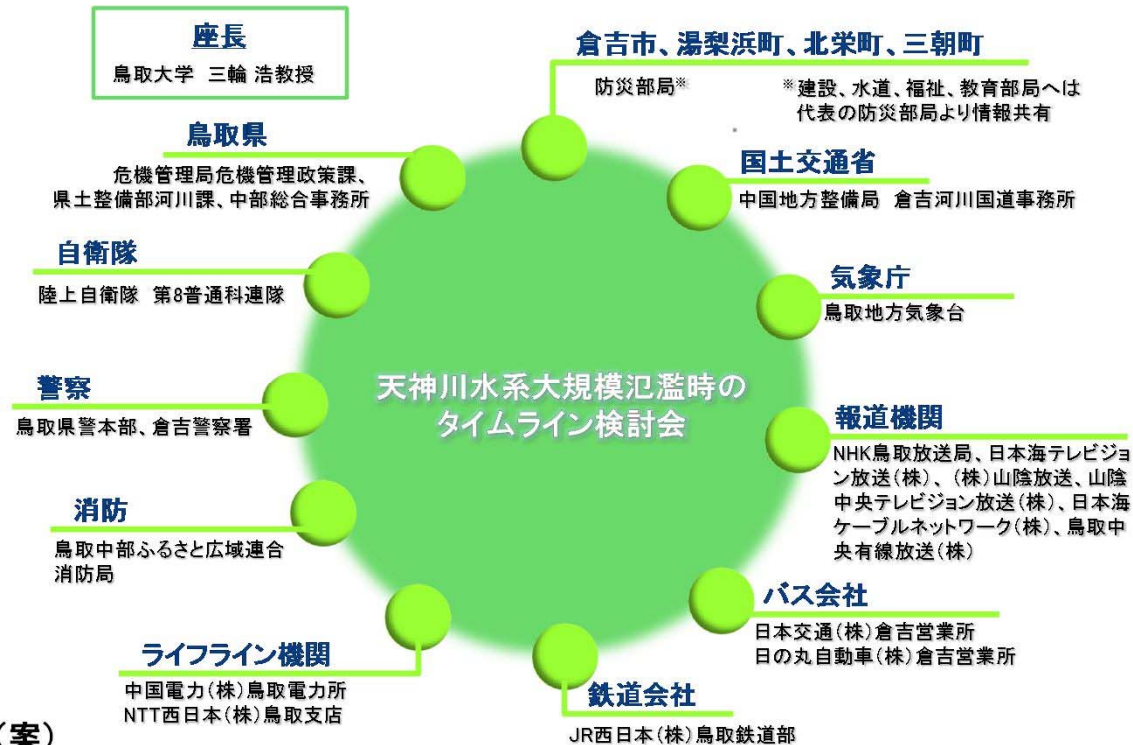 座長
鳥取大学 三輪 浩教授
倉吉市、湯梨浜町、北栄町、三朝町
防災部局※
※建設、水道、福祉、教育部局へは
代表の防災部局より情報共有
鳥取県
危機管理局危機管理政策課、
県土整備部河川課、中部総合事務所
国土交通省
中国地方整備局 倉吉河川国道事務所
自衛隊
陸上自衛隊 第8普通科連隊
気象庁
鳥取地方気象台
天神川水系大規模氾濫時の
タイムライン検討会
警察
鳥取県警本部、倉吉警察署
報道機関
NHK鳥取放送局、日本海テレビジョ
ン放送(株)、(株)山陰放送、山陰
中央テレビジョン放送(株)、日本海
ケーブルネットワーク(株)、鳥取中
央有線放送(株)
消防
鳥取中部ふるさと広域連合
消防局
バス会社
日本交通(株)倉吉営業所
日の丸自動車(株)倉吉営業所
ライフライン機関
中国電力(株)鳥取電力所
NTT西日本(株)鳥取支店
鉄道会社
JR西日本(株)鳥取鉄道部
(案)